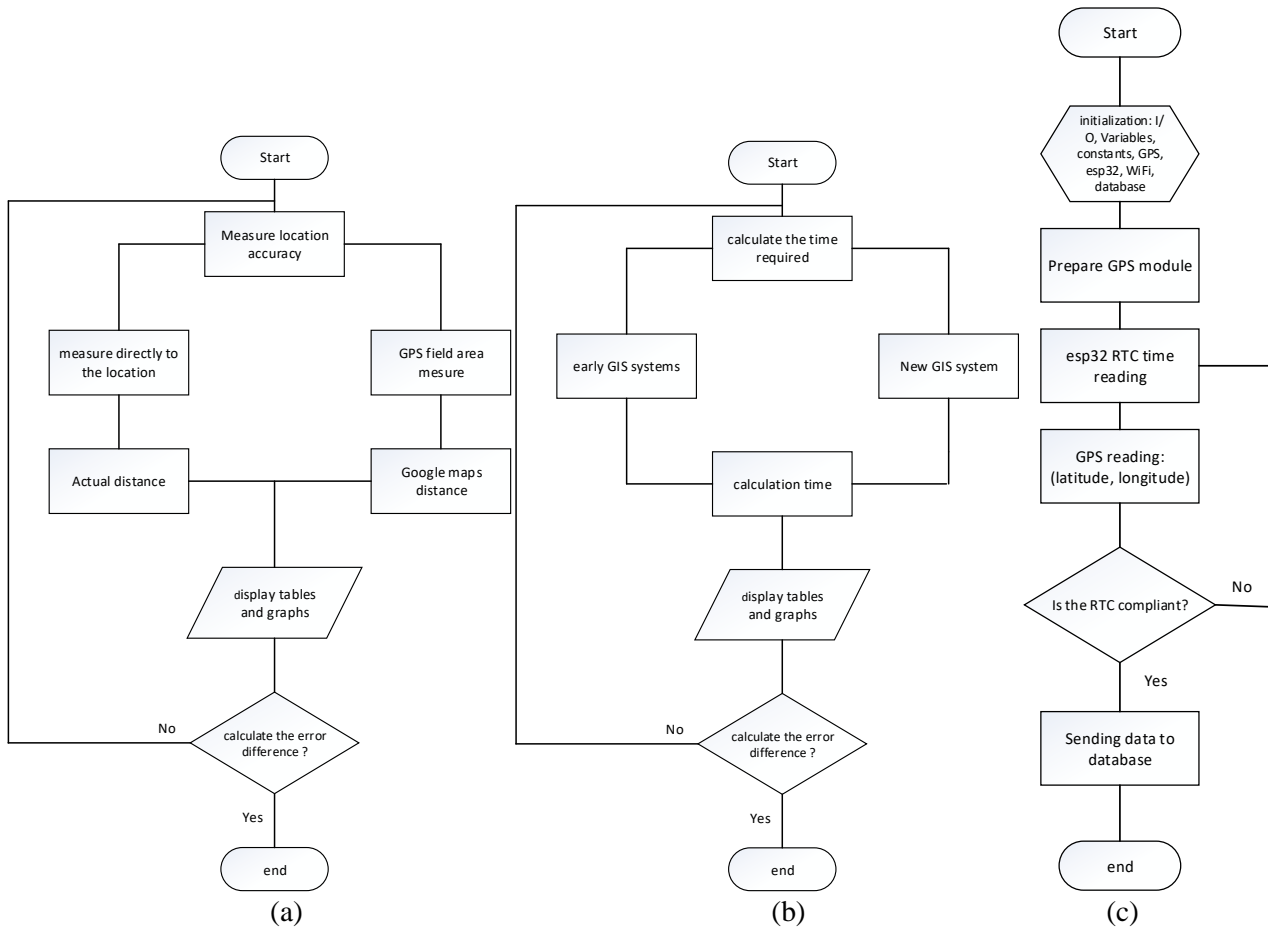 Start
Measure location
accuracy
measure directly to
the location
GPS field area
mesure
Actual distance
Google maps
distance
display tables
and graphs
No
calculate the error
difference ?
Yes
end
(a)
Start
calculate the time
required
early GIS systems
New GIS system
calculation time
display tables
and graphs
No
calculate the error
difference ?
Yes
end
(b)
Start
initialization: I/
O, Variables,
constants, GPS,
esp32, WiFi,
database
Prepare GPS module
esp32 RTC time
reading
GPS reading:
(latitude, longitude)
Is the RTC compliant?
No
Yes
Sending data to
database
end
(c)